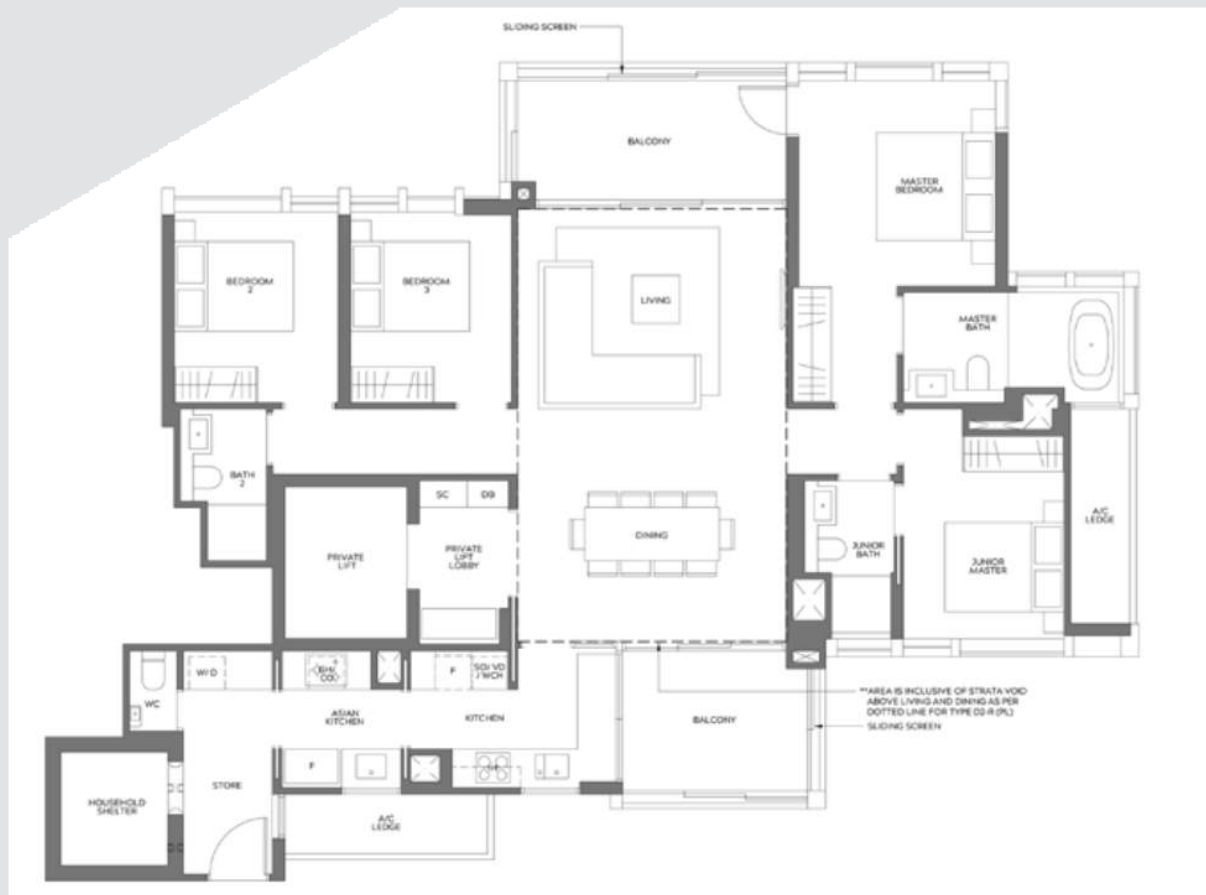 SLIDING SCREEN
BALCONY
MASTER
BEDROOM
BEDROOM
2
BEDROOM
3
LIVING
MASTER
BATH
BATH
2
SC
DB
PRIVATE
LIFT
PRIVATE
LIFT
LOBBY
DINING
JUNIOR
BATH
JUNIOR
MASTER
A/C
LEDGE
WC
W/D
F
ASIAN
KITCHEN
KITCHEN
BALCONY
**AREA IS INCLUSIVE OF STRATA VOID
ABOVE LIVING AND DINING AS PER
DOTTED LINE FOR TYPE D2-R (PL)
SLIDING SCREEN
F
STORE
HOUSEHOLD
SHELTER
A/C
LEDGE